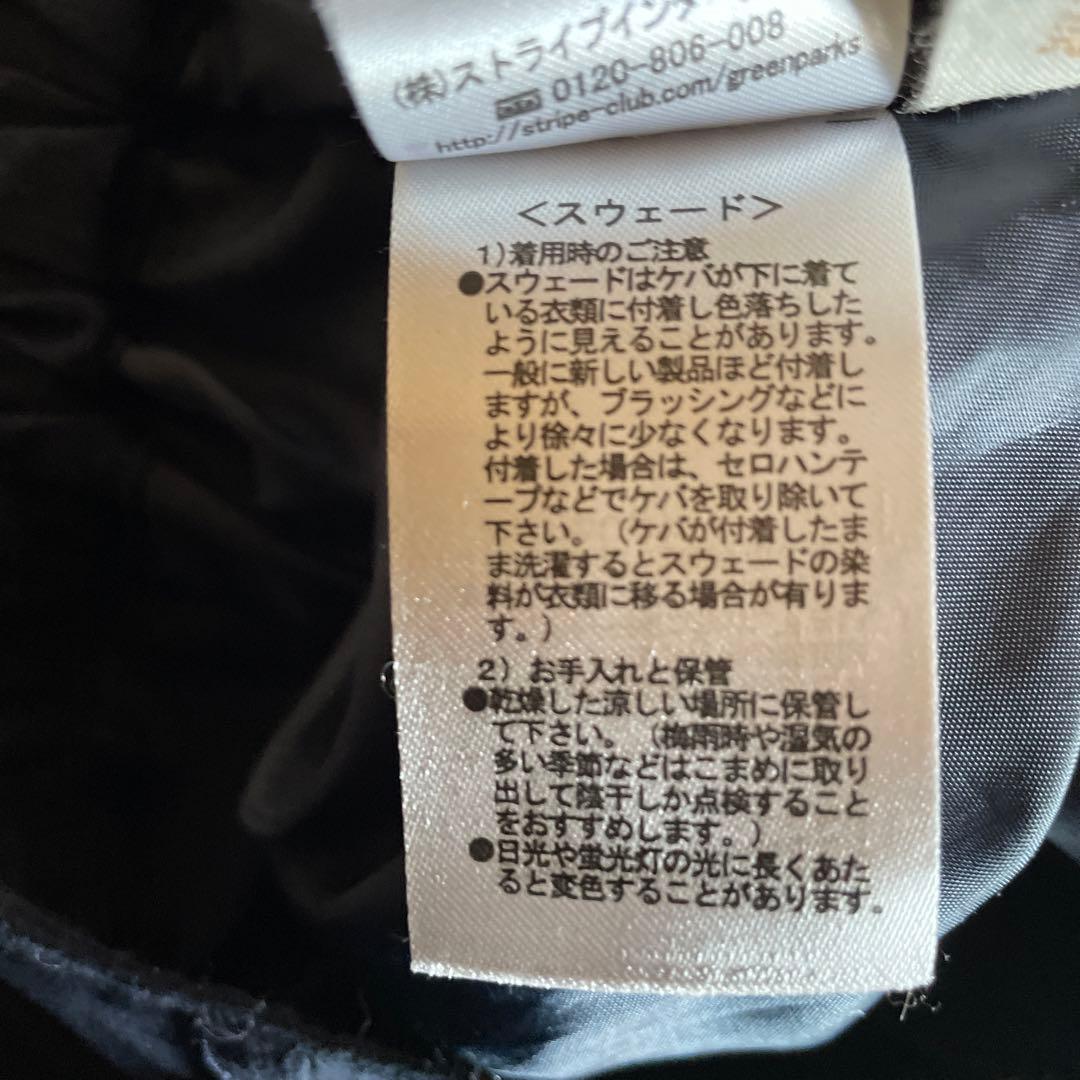 (株)ストライプイン
0120-806-008
http://stripe-club.com/greenparks
＜スウェード＞
1)着用時のご注意
●スウェードはケバが下に着て
いる衣類に付着し色落ちした
ように見えることがあります。
一般に新しい製品ほど付着し
ますが、ブラッシングなどに
より徐々に少なくなります。
付着した場合は、セロハンテ
ープなどでケバを取り除いて
下さい。（ケバが付着したま
ま洗濯するとスウェードの染
料が衣類に移る場合が有りま
す。）
2) お手入れと保管
●乾燥した涼しい場所に保管し
て下さい。（梅雨時や湿気の
多い季節などはこまめに取り
出して陰干しか点検すること
をおすすめします。）
●日光や蛍光灯の光に長くあた
ると変色することがあります。